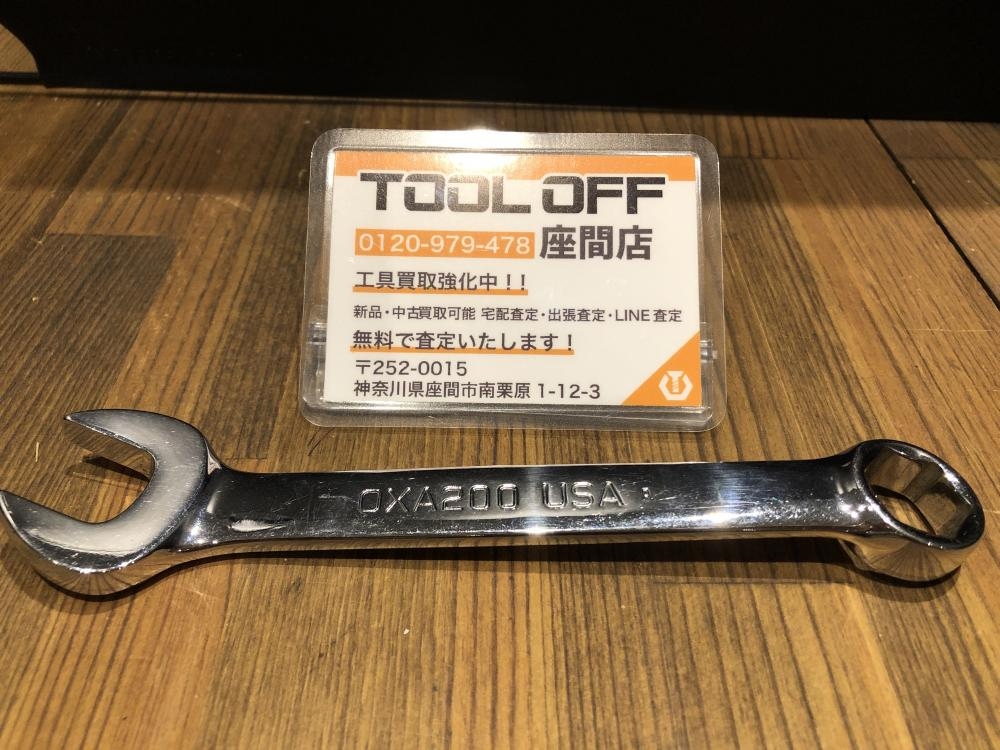 TOOL OFF
0120-979-478 座間店
工具買取強化中！！
新品・中古買取可能 宅配査定・出張査定・LINE査定
無料で査定いたします！
〒252-0015
神奈川県座間市南栗原 1-12-3
OXA200 USA